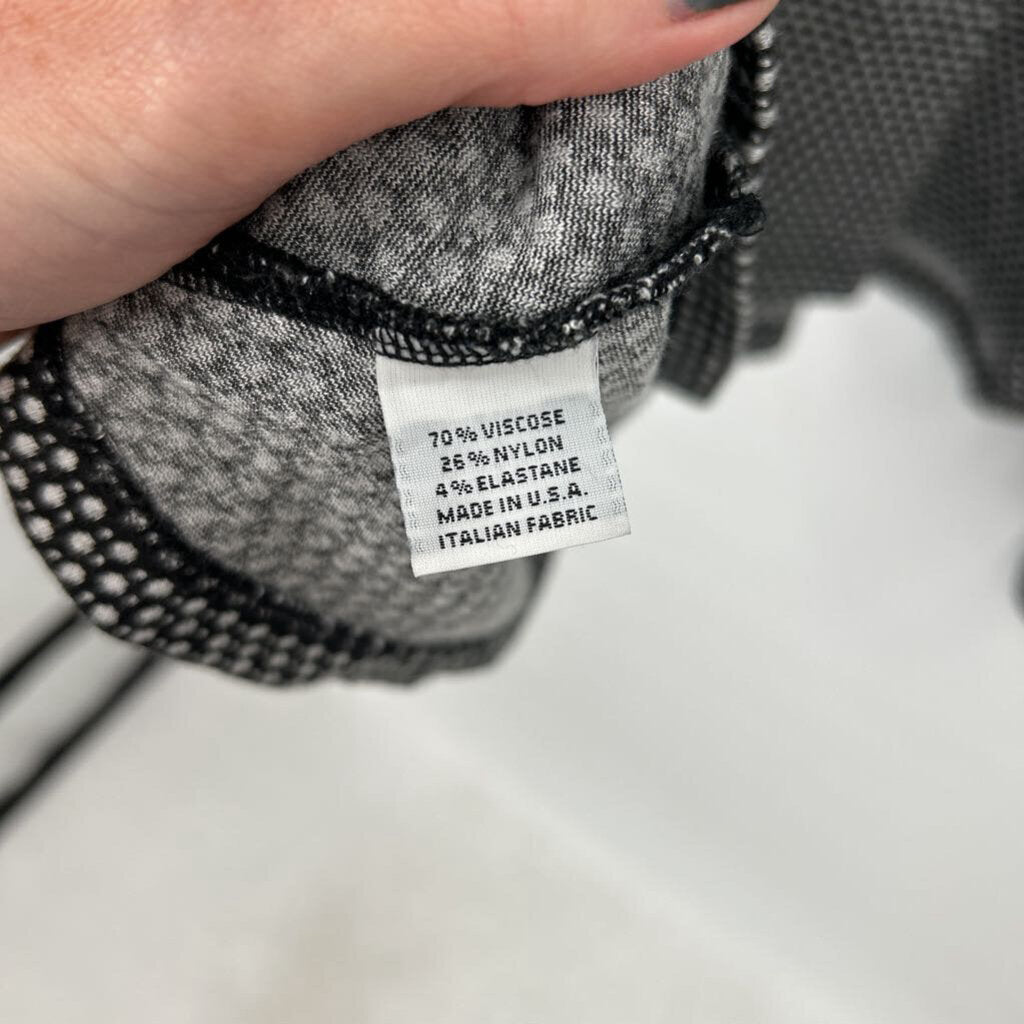 70% VISCOSE
26% NYLON
4% ELASTANE
MADE IN U.S.A.
ITALIAN FABRIC